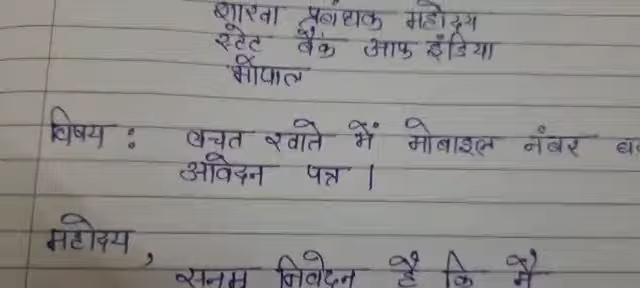 शाखा प्रबंधक महोदय
स्टेट बैंक आफ इंडिया
भोपाल
विषय : बचत खाते में मोबाइल नंबर
आवेदन पत्र ।
महोदय,
सनम्र निवेदन है कि मैं